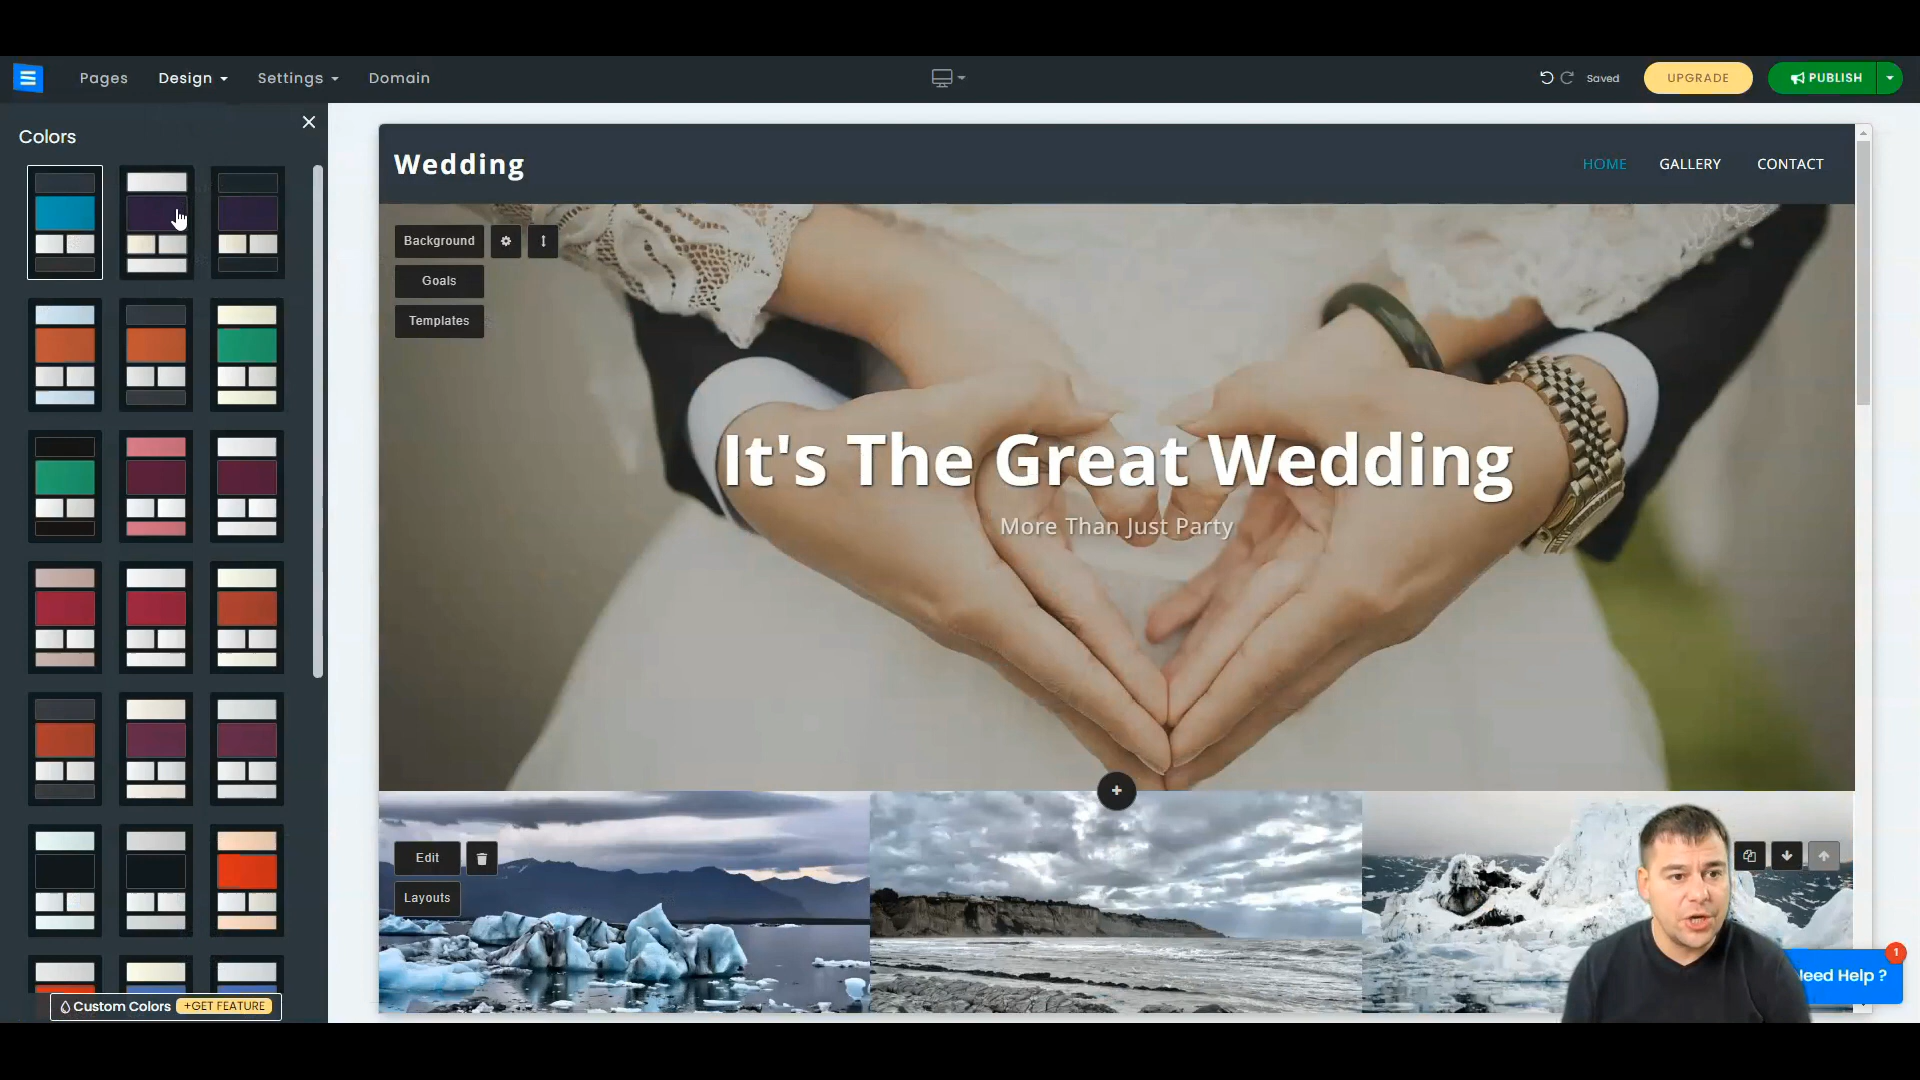 Pages
Design
Settings
Domain
Saved
UPGRADE
PUBLISH
Colors
Wedding
HOME
GALLERY
CONTACT
Background
Goals
Templates
It's The Great Wedding
More Than Just Party
Edit
Layouts
Custom Colors
+GET FEATURE
1
Help ?